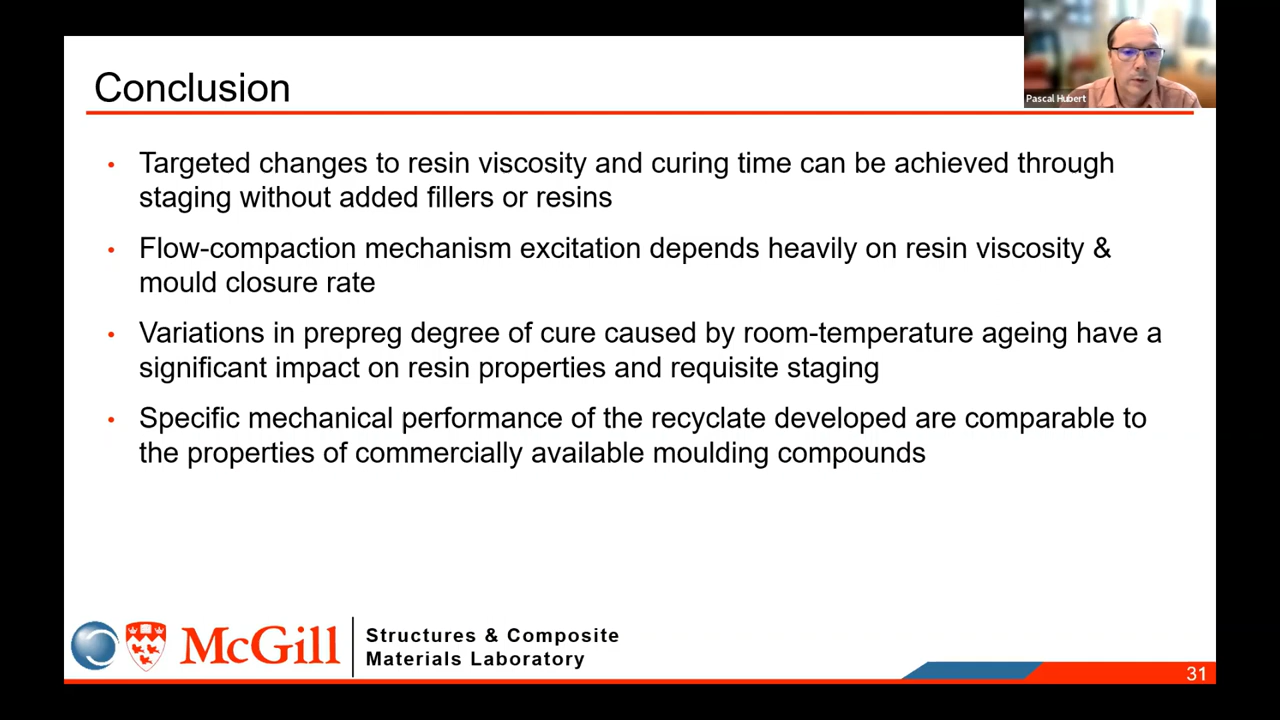 Conclusion
Pascal Hubert
• Targeted changes to resin viscosity and curing time can be achieved through
staging without added fillers or resins
• Flow-compaction mechanism excitation depends heavily on resin viscosity &
mould closure rate
• Variations in prepreg degree of cure caused by room-temperature ageing have a
significant impact on resin properties and requisite staging
• Specific mechanical performance of the recyclate developed are comparable to
the properties of commercially available moulding compounds
McGill
Structures & Composite
Materials Laboratory
31